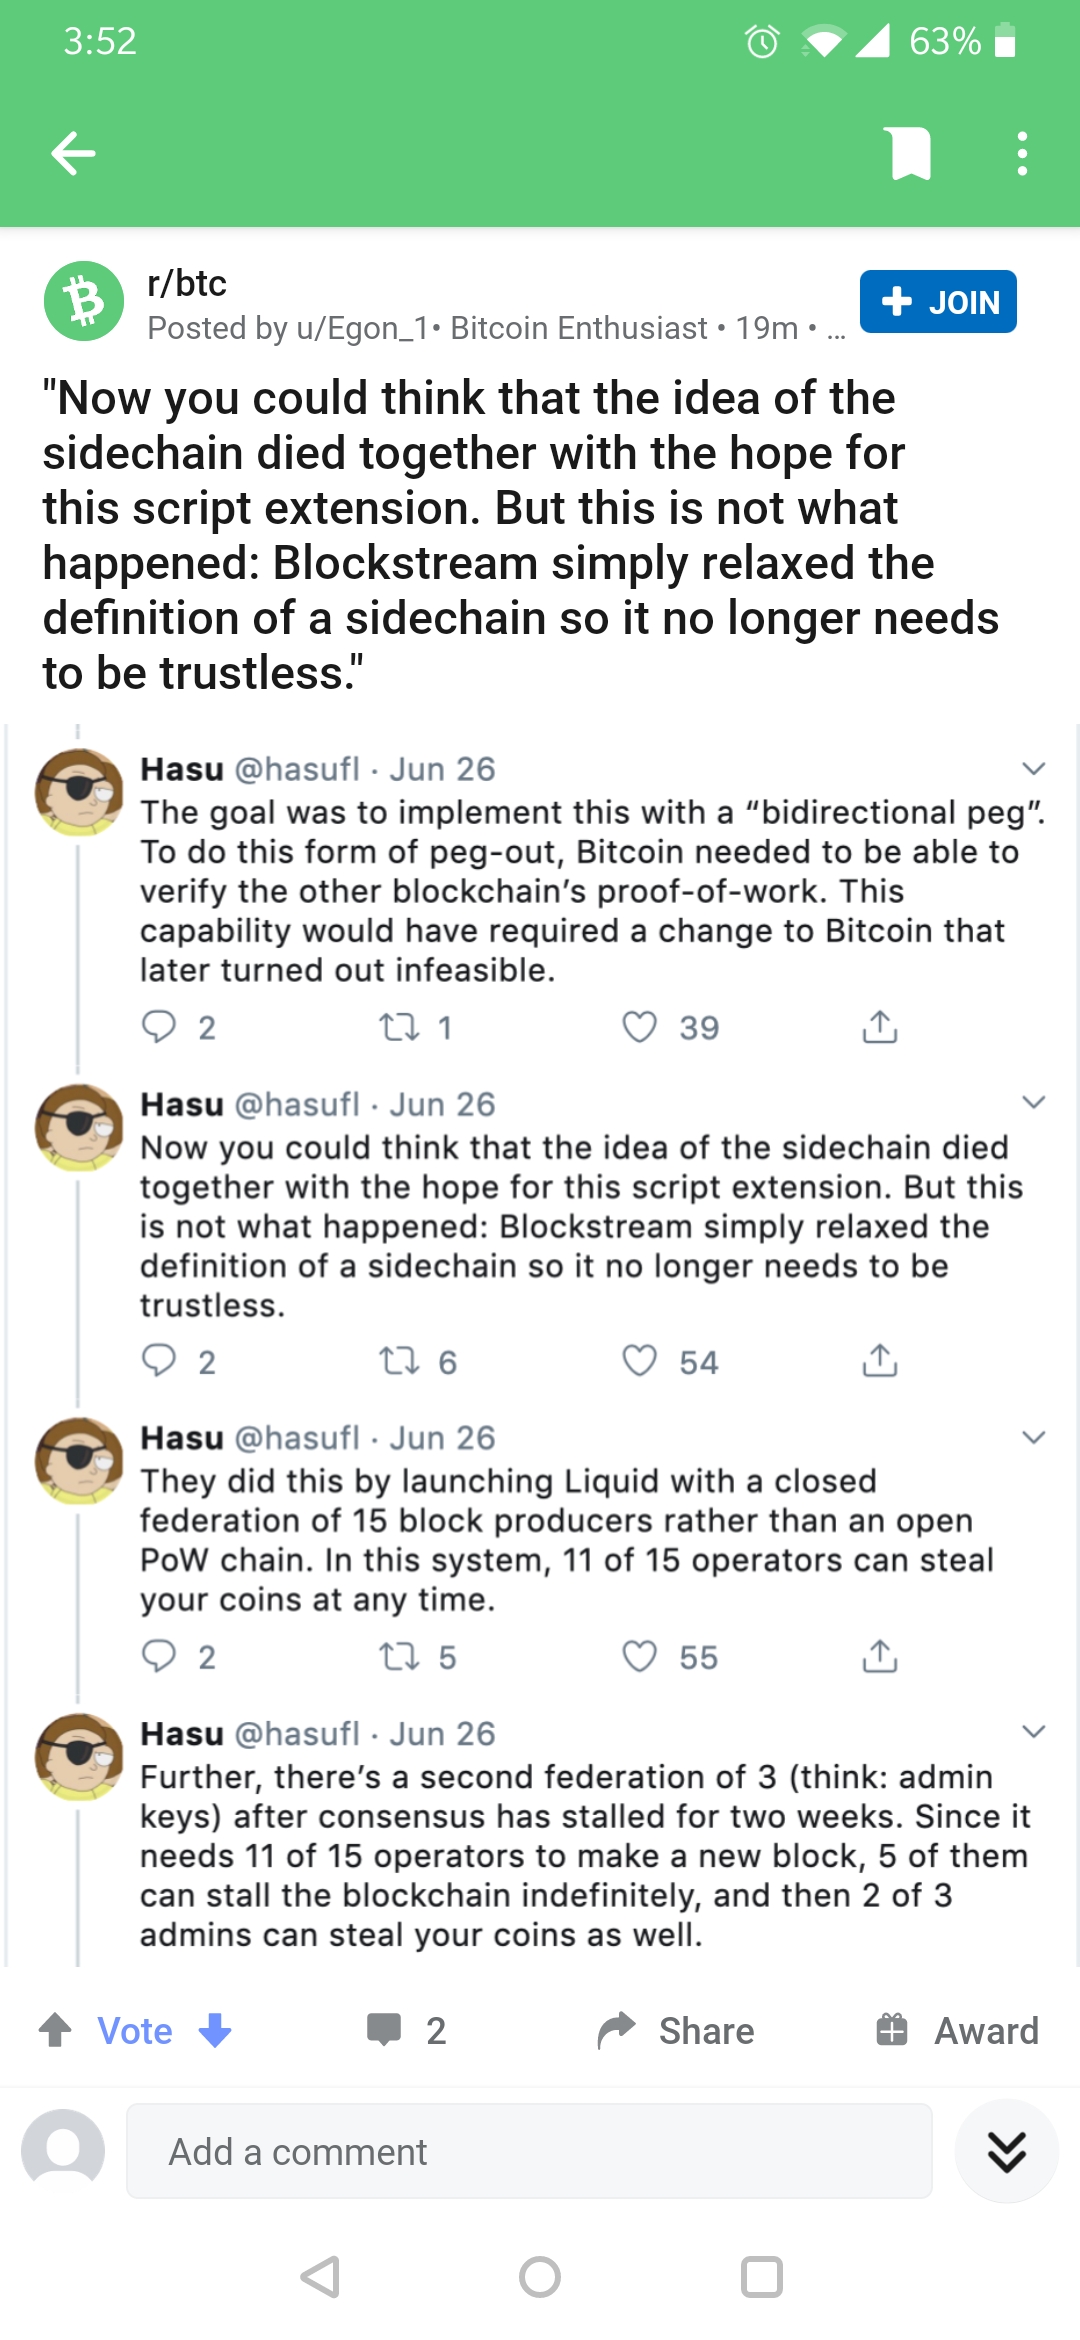 3:52
63%
r/btc
Posted by u/Egon_1• Bitcoin Enthusiast • 19m • ...
JOIN
"Now you could think that the idea of the
sidechain died together with the hope for
this script extension. But this is not what
happened: Blockstream simply relaxed the
definition of a sidechain so it no longer needs
to be trustless."
Hasu @hasufl · Jun 26
The goal was to implement this with a “bidirectional peg”.
To do this form of peg-out, Bitcoin needed to be able to
verify the other blockchain’s proof-of-work. This
capability would have required a change to Bitcoin that
later turned out infeasible.
2 1 39
Hasu @hasufl · Jun 26
Now you could think that the idea of the sidechain died
together with the hope for this script extension. But this
is not what happened: Blockstream simply relaxed the
definition of a sidechain so it no longer needs to be
trustless.
2 6 54
Hasu @hasufl · Jun 26
They did this by launching Liquid with a closed
federation of 15 block producers rather than an open
PoW chain. In this system, 11 of 15 operators can steal
your coins at any time.
2 5 55
Hasu @hasufl · Jun 26
Further, there’s a second federation of 3 (think: admin
keys) after consensus has stalled for two weeks. Since it
needs 11 of 15 operators to make a new block, 5 of them
can stall the blockchain indefinitely, and then 2 of 3
admins can steal your coins as well.
Vote 2 Share Award
Add a comment